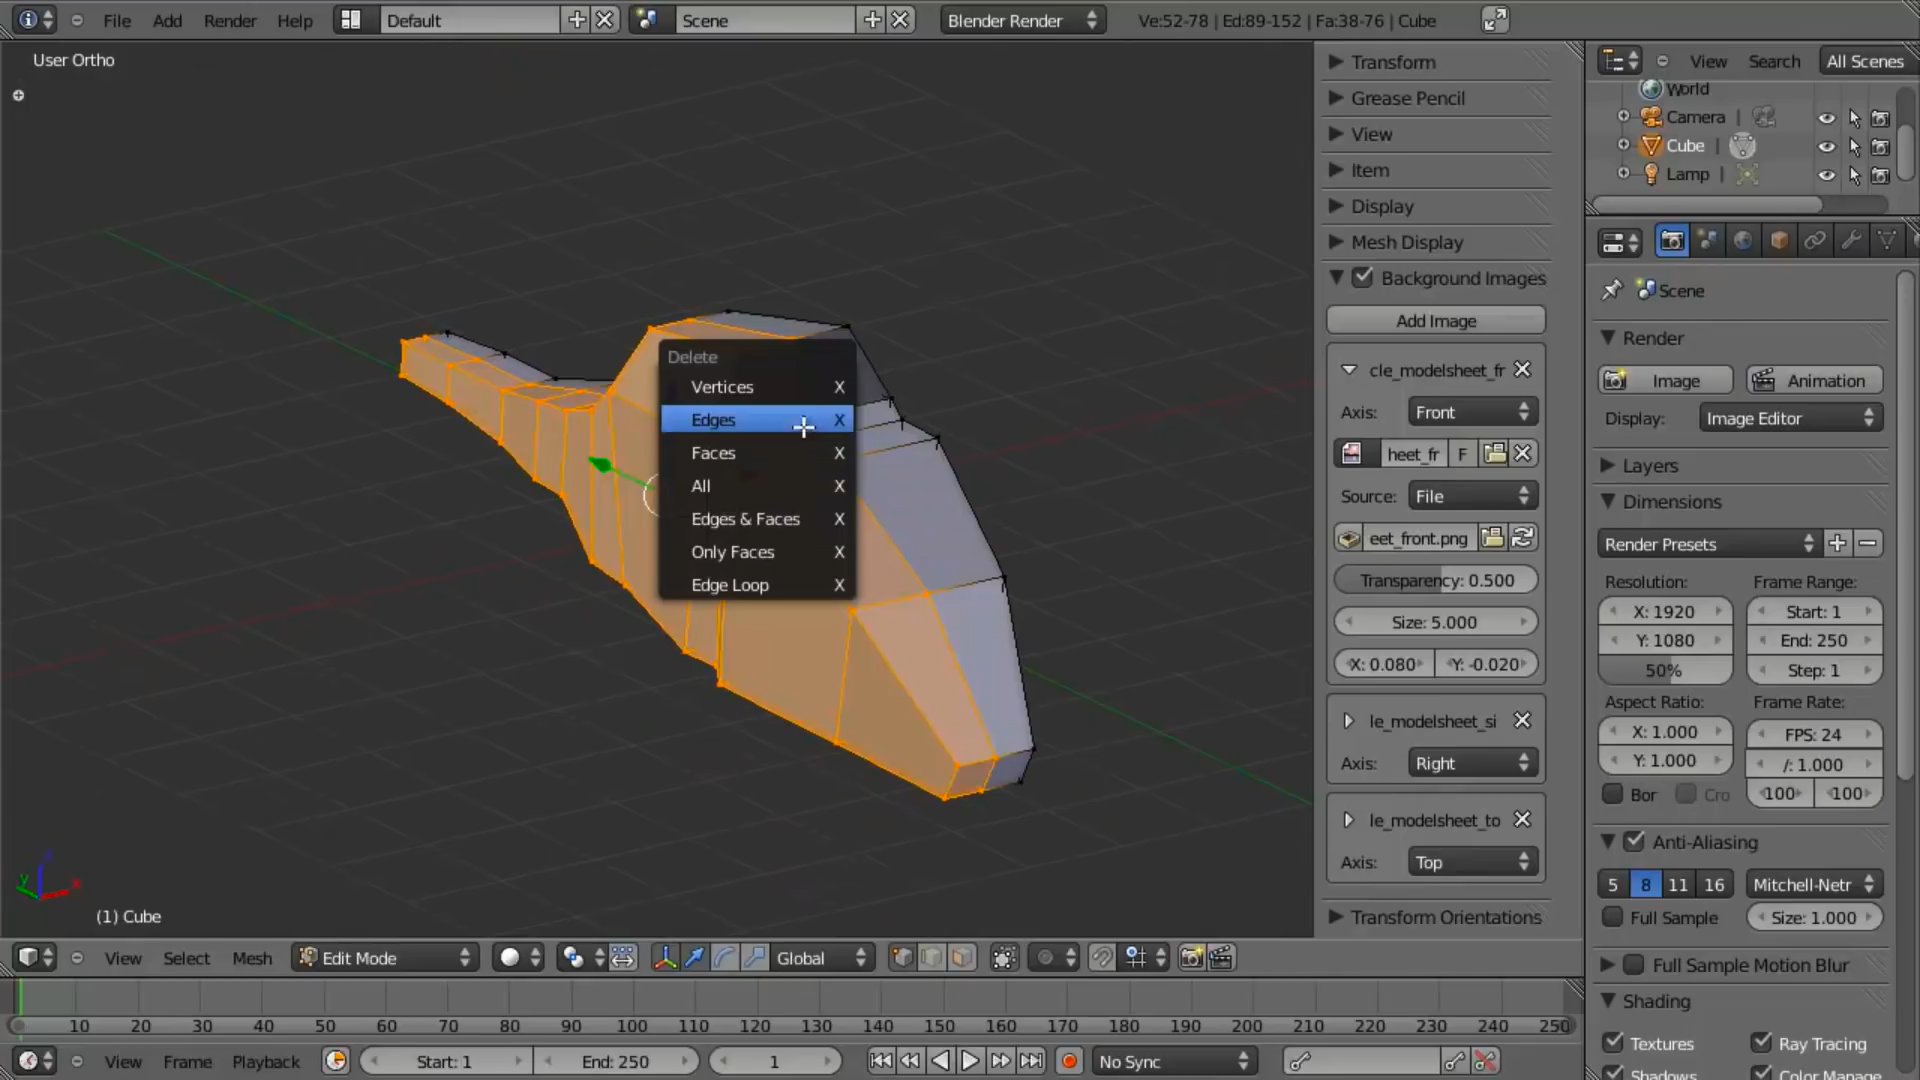 File Add Render Help Default Scene Blender Render Ve:52-78 | Ed:89-152 | Fa:38-76 | Cube
User Ortho
Delete
Vertices X
Edges X
Faces X
All X
Edges & Faces X
Only Faces X
Edge Loop X
(1) Cube
Transform
Grease Pencil
View
Item
Display
Mesh Display
Background Images
Add Image
cle_modelsheet_fr
Axis: Front
heet_fr F
Source: File
eet_front.png
Transparency: 0.500
Size: 5.000
X: 0.080 Y: -0.020
le_modelsheet_si
Axis: Right
le_modelsheet_to
Axis: Top
Transform Orientations
View Search All Scenes
World
Camera
Cube
Lamp
Scene
Render
Image Animation
Display: Image Editor
Layers
Dimensions
Render Presets
Resolution: Frame Range:
X: 1920 Start: 1
Y: 1080 End: 250
50% Step: 1
Aspect Ratio: Frame Rate:
X: 1.000 FPS: 24
Y: 1.000 /: 1.000
Bor Cro 100 100
Anti-Aliasing
5 8 11 16 Mitchell-Netr
Full Sample Size: 1.000
Full Sample Motion Blur
Shading
Textures Ray Tracing
Shadows Color Manage
View Select Mesh Edit Mode Global
10 20 30 40 50 60 70 80 90 100 110 120 130 140 150 160 170 180 190 200 210 220 230 240 250
View Frame Playback Start: 1 End: 250 1 No Sync